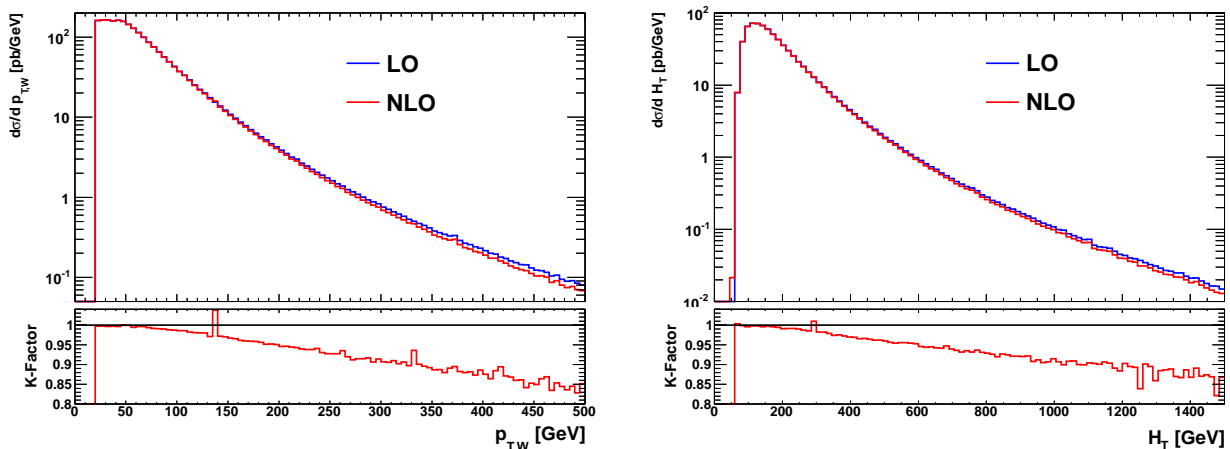 dσ/d p_T,W [pb/GeV]
10²
10
1
10⁻¹
LO
NLO
K-Factor
1
0.95
0.9
0.85
0.8
0 50 100 150 200 250 300 350 400 450 500
p_T,W [GeV]
dσ/d H_T [pb/GeV]
10²
10
1
10⁻¹
10⁻²
LO
NLO
K-Factor
1
0.95
0.9
0.85
0.8
0 200 400 600 800 1000 1200 1400
H_T [GeV]